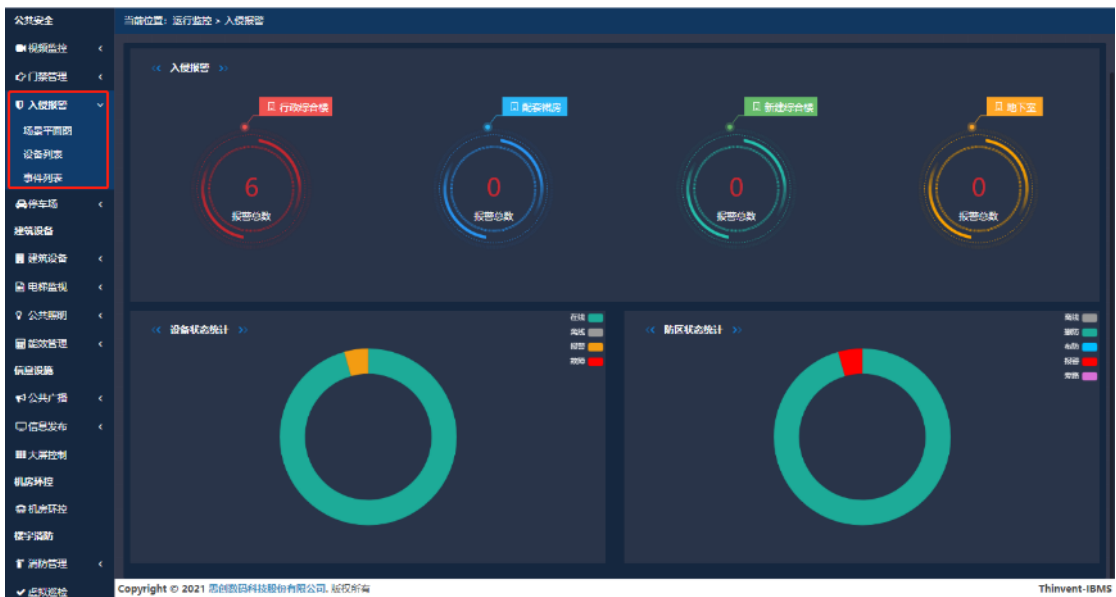 公共安全
当前位置：运行监控 > 入侵报警
视频监控
门禁管理
入侵报警
场景平面图
设备列表
事件列表
停车场
建筑设备
建筑设备
电梯监视
公共照明
能效管理
信息设施
公共广播
信息发布
大屏控制
机房环控
机房环控
楼宇消防
消防管理
虚拟巡检
入侵报警
行政综合楼
配套裙房
新建综合楼
地下室
6
报警总数
0
报警总数
0
报警总数
0
报警总数
设备状态统计
在线
离线
报警
故障
防区状态统计
离线
撤防
布防
报警
旁路
Copyright © 2021 思创数码科技股份有限公司. 版权所有
Thinvent-IBMS